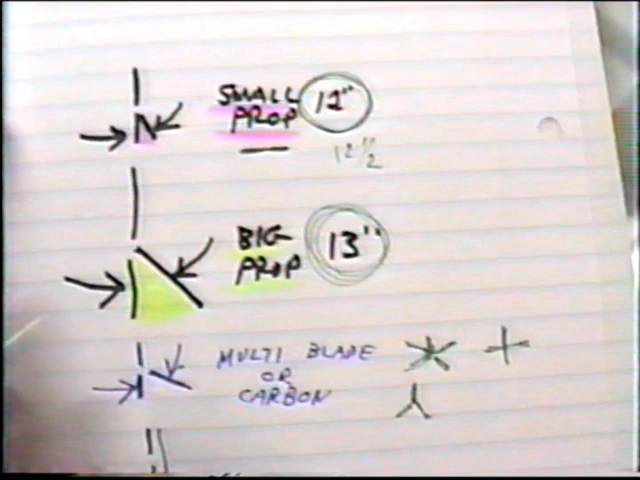 SMALL 12"
PROP
12 1/2
BIG 13"
PROP
MULTI BLADE
OR
CARBON